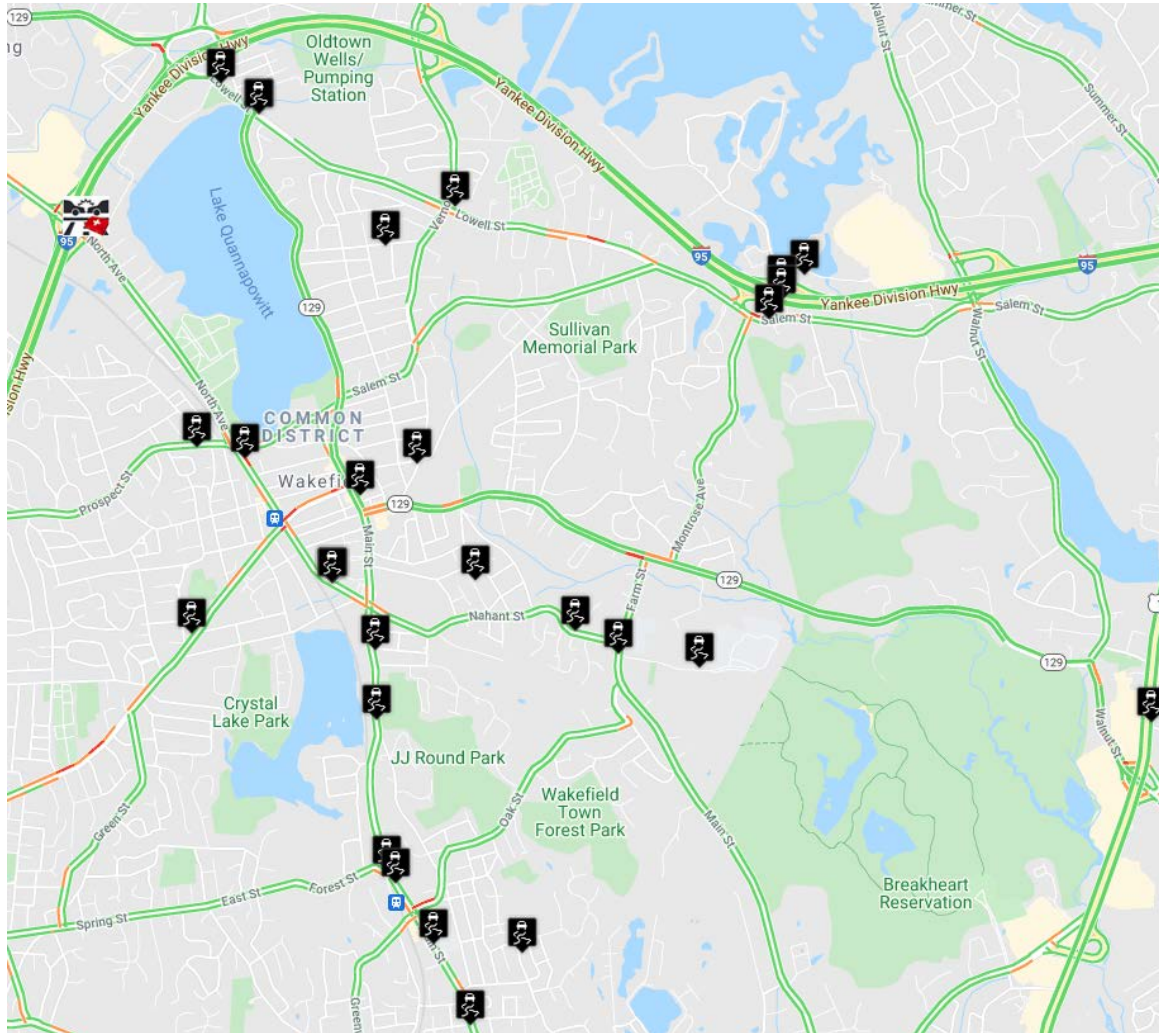 129
ng
Oldtown
Wells/
Pumping
Station
Yankee Division Hwy
Walnut St
Summer St
Yankee Division Hwy
Summer St
Lowell
Yankee Division Hwy
Lake Quannapowitt
Lowell St
95
North Ave
95
95
Yankee Division Hwy
129
Salem St
Salem St
Sullivan
Memorial Park
Walnut St
North Ave
Salem St
COMMON
DISTRICT
Prospect St
129
Main St
Montrose Ave
Farm St
129
Nahant St
129
Crystal
Lake Park
Walnut St
JJ Round Park
Wakefield
Town
Forest Park
Oak St
Green St
Main St
Breakheart
Reservation
Forest St
East St
Spring St